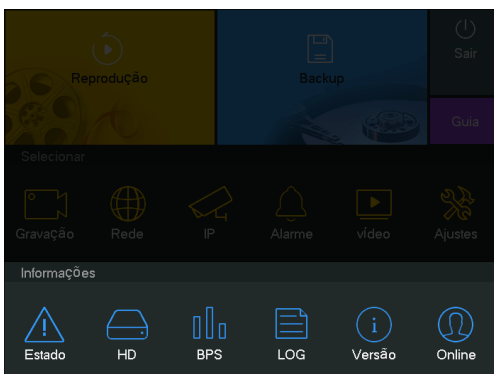 Reprodução
Backup
Sair
Guia
Selecionar
Gravação Rede IP Alarme vídeo Ajustes
Informações
Estado HD BPS LOG Versão Online